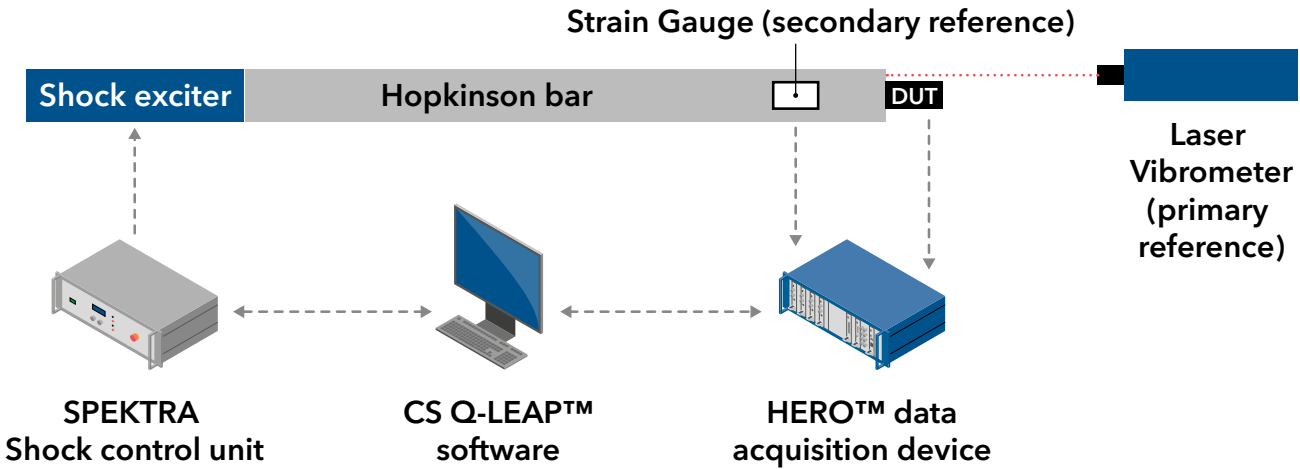 Strain Gauge (secondary reference)
Shock exciter
Hopkinson bar
DUT
Laser
Vibrometer
(primary
reference)
SPEKTRA
Shock control unit
CS Q-LEAP™
software
HERO™ data
acquisition device